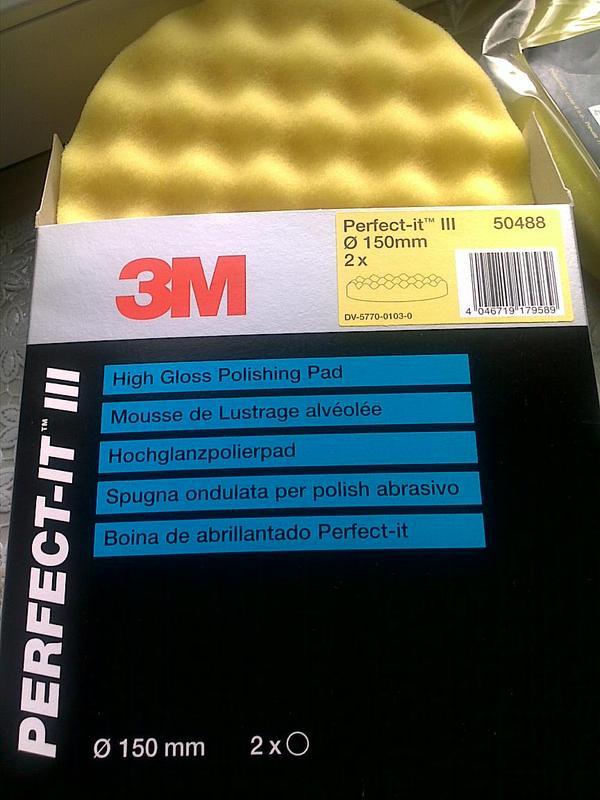 Perfect-it™ III 50488
Ø 150mm
2 x
DV-5770-0103-0
4 046719 179589
3M
High Gloss Polishing Pad
Mousse de Lustrage alvéolée
Hochglanzpolierpad
Spugna ondulata per polish abrasivo
Boina de abrillantado Perfect-it
PERFECT-IT™ III
Ø 150 mm 2 x